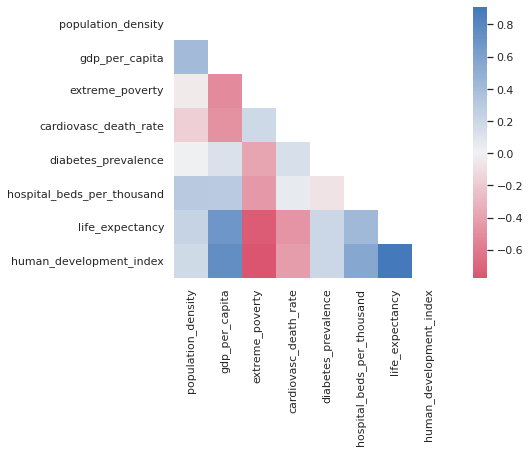 population_density
gdp_per_capita
extreme_poverty
cardiovasc_death_rate
diabetes_prevalence
hospital_beds_per_thousand
life_expectancy
human_development_index
population_density
gdp_per_capita
extreme_poverty
cardiovasc_death_rate
diabetes_prevalence
hospital_beds_per_thousand
life_expectancy
human_development_index
0.8
0.6
0.4
0.2
0.0
−0.2
−0.4
−0.6